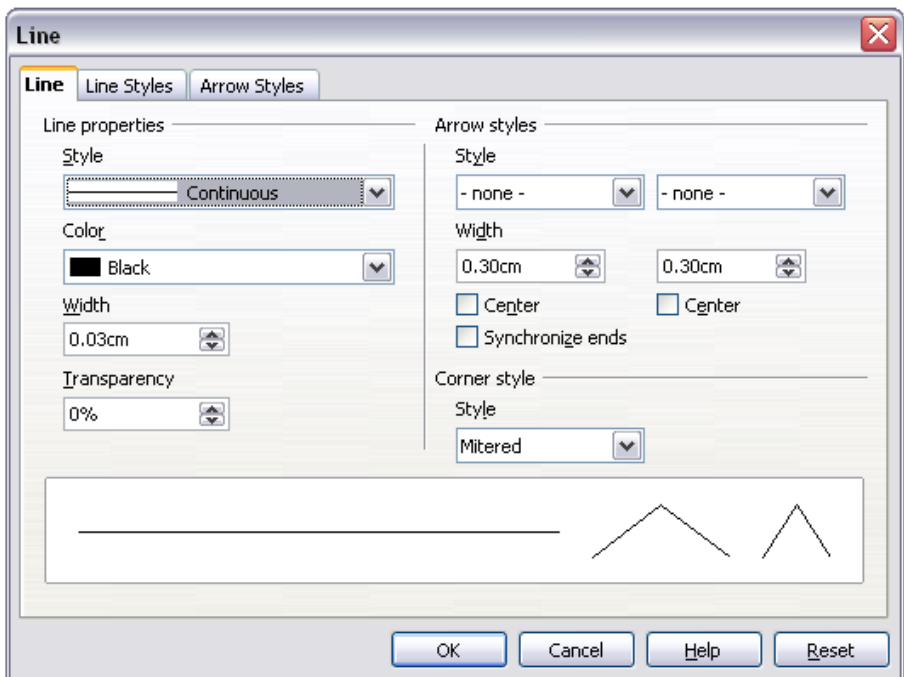 Line
Line Line Styles Arrow Styles
Line properties
Style
Continuous
Color
Black
Width
0.03cm
Transparency
0%
Arrow styles
Style
- none - - none -
Width
0.30cm 0.30cm
Center Center
Synchronize ends
Corner style
Style
Mitered
OK Cancel Help Reset